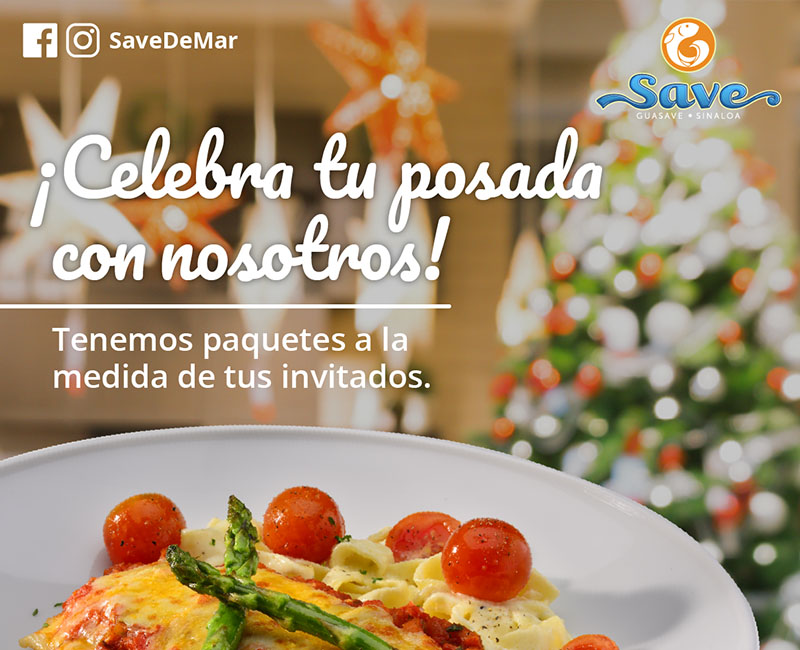 SaveDeMar
Save
GUASAVE • SINALOA
¡Celebra tu posada
con nosotros!
Tenemos paquetes a la
medida de tus invitados.